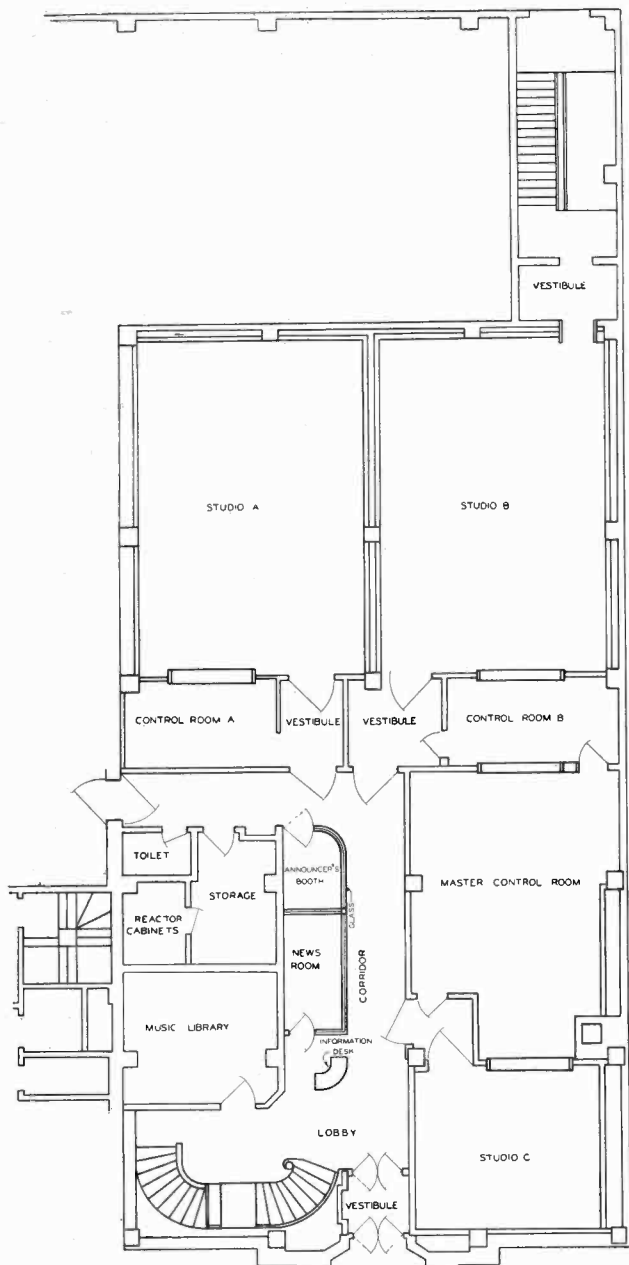 VESTIBULE
STUDIO A
STUDIO B
CONTROL ROOM A
VESTIBULE
VESTIBULE
CONTROL ROOM B
TOILET
ANNOUNCER'S
BOOTH
MASTER CONTROL ROOM
STORAGE
GLASS
REACTOR
CABINETS
NEWS
ROOM
CORRIDOR
MUSIC LIBRARY
INFORMATION
DESK
LOBBY
STUDIO C
VESTIBULE